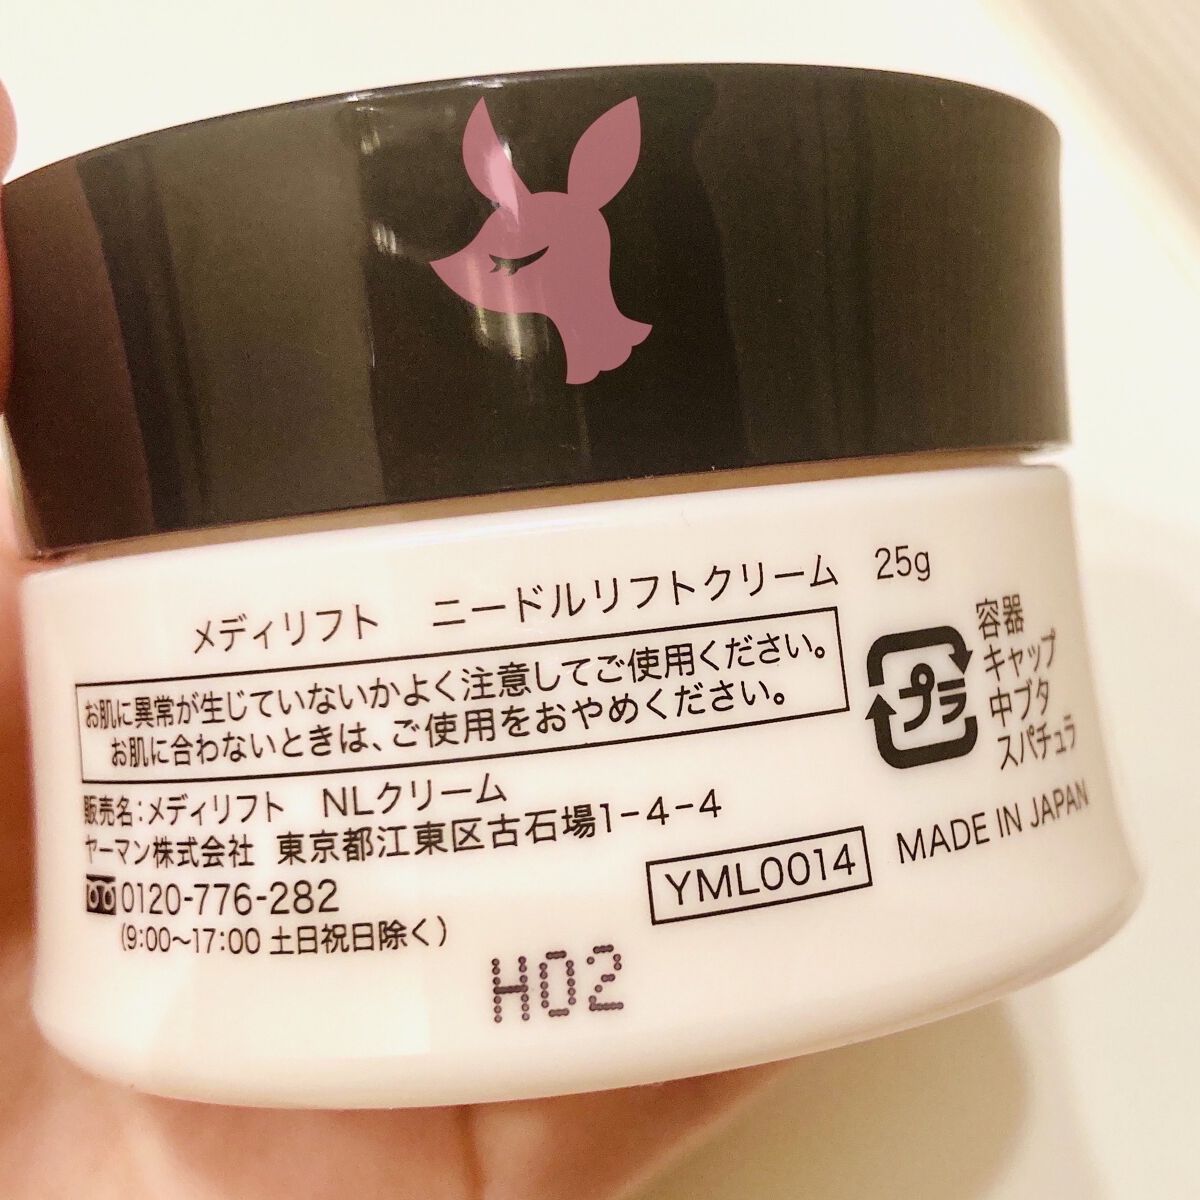 メディリフト ニードルリフトクリーム 25g
お肌に異常が生じていないかよく注意してご使用ください。
お肌に合わないときは、ご使用をおやめください。
プラ
容器
キャップ
中ブタ
スパチュラ
販売名:メディリフト NLクリーム
ヤーマン株式会社 東京都江東区古石場1-4-4
0120-776-282
(9:00~17:00 土日祝日除く)
YML0014
MADE IN JAPAN
H02